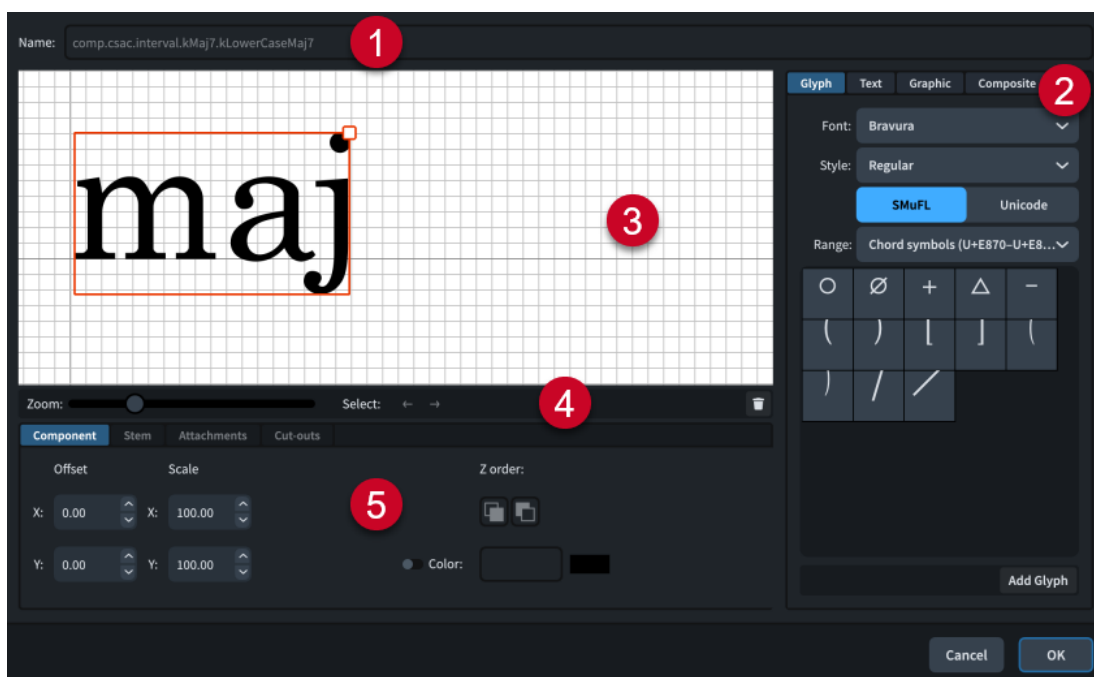 Name: comp.csac.interval.kMaj7.kLowerCaseMaj7 1
Glyph Text Graphic Composite 2
Font: Bravura
Style: Regular
SMuFL Unicode
Range: Chord symbols (U+E870–U+E8...
maj
3
○ ∅ + △ −
( ) [ ] (
) / ╱
Add Glyph
Zoom: Select: ← → 4
Component Stem Attachments Cut-outs
Offset Scale Z order:
X: 0.00 X: 100.00 5
Y: 0.00 Y: 100.00 Color:
Cancel OK